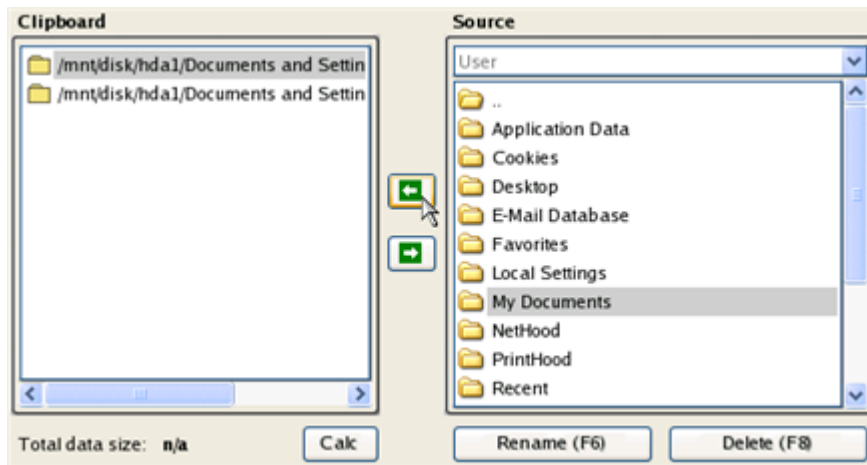 Clipboard
/mnt/disk/hda1/Documents and Settin
/mnt/disk/hda1/Documents and Settin
Total data size: n/a
Calc
Source
User
..
Application Data
Cookies
Desktop
E-Mail Database
Favorites
Local Settings
My Documents
NetHood
PrintHood
Recent
Rename (F6)
Delete (F8)